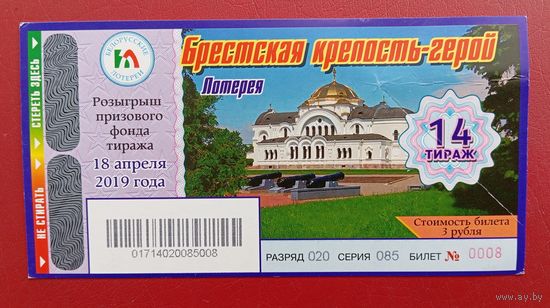 СТЕРЕТЬ ЗДЕСЬ
НЕ СТИРАТЬ
БЕЛОРУССКИЕ
ЛОТЕРЕИ
Брестская крепость-герой
Лотерея
Розыгрыш
призового
фонда
тиража
18 апреля
2019 года
14
ТИРАЖ
Стоимость билета
3 рубля
01714020085008
РАЗРЯД 020 СЕРИЯ 085 БИЛЕТ № 0008
www.ay.by